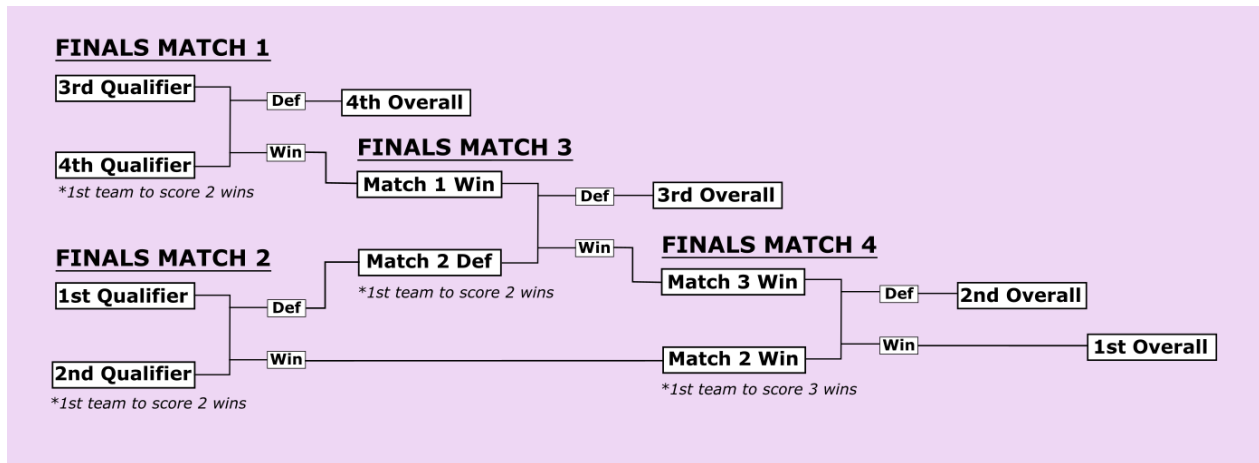 FINALS MATCH 1
3rd Qualifier
Def
4th Overall
4th Qualifier
Win
*1st team to score 2 wins
FINALS MATCH 3
Match 1 Win
Def
3rd Overall
Match 2 Def
Win
*1st team to score 2 wins
FINALS MATCH 2
1st Qualifier
Def
2nd Qualifier
Win
*1st team to score 2 wins
FINALS MATCH 4
Match 3 Win
Def
2nd Overall
Match 2 Win
Win
1st Overall
*1st team to score 3 wins